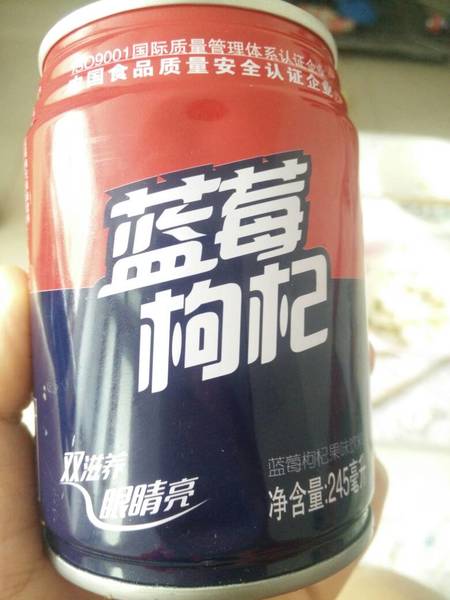 ISO9001国际质量管理体系认证企业
中国食品质量安全认证企业
蓝莓
枸杞
双滋养
眼睛亮
蓝莓枸杞果味饮
净含量:245毫升